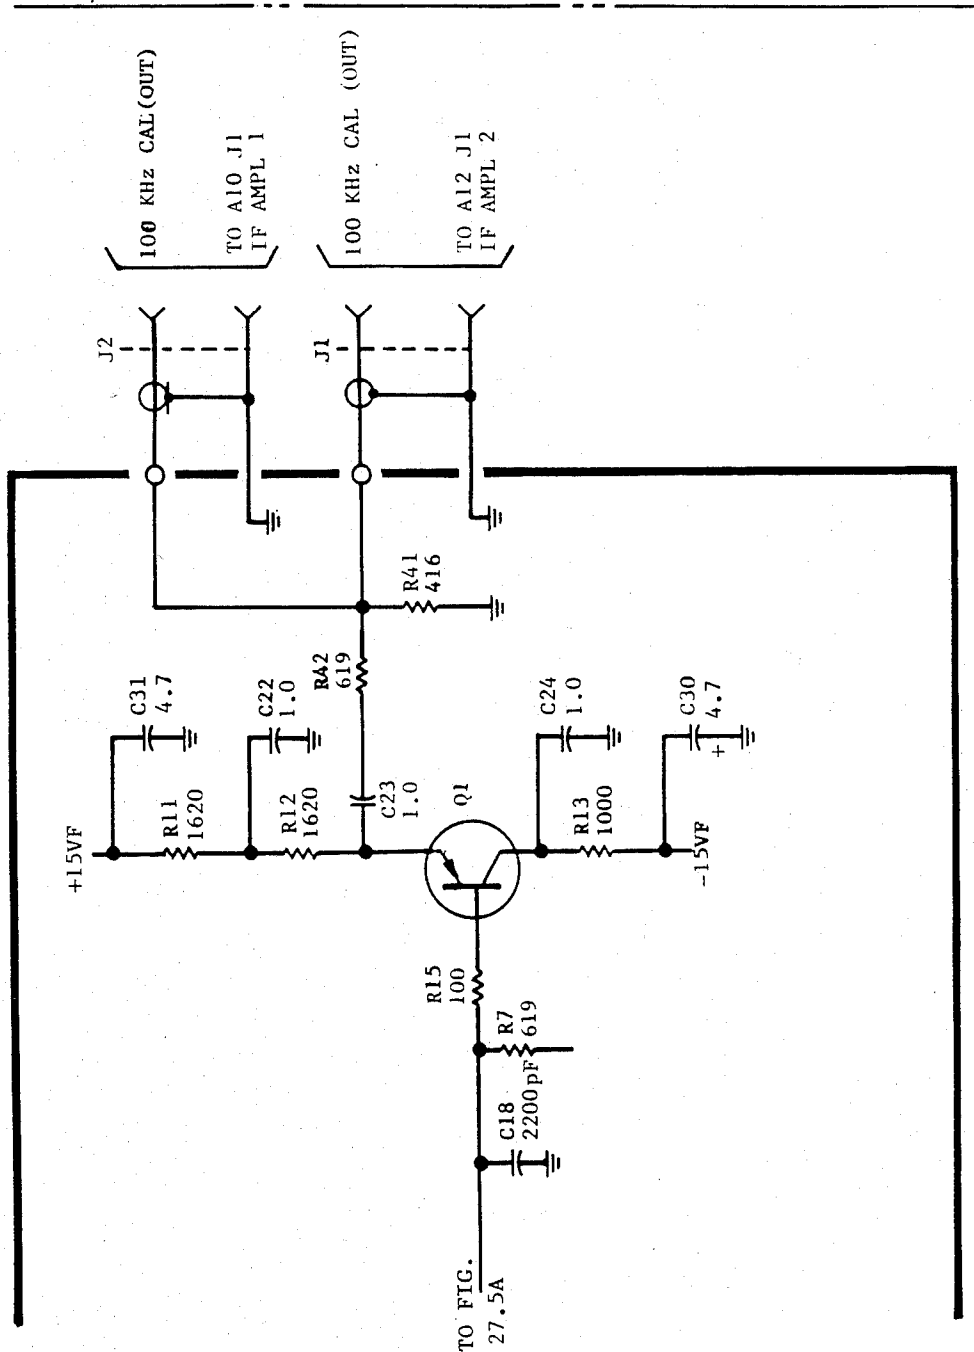 100 KHz CAL(OUT)
TO A10 J1
IF AMPL 1
100 KHz CAL (OUT)
TO A12 J1
IF AMPL 2
J2
J1
R41
416
R42
619
C31
4.7
C22
1.0
C24
1.0
C30
4.7
+
+15VF
R11
1620
R12
1620
C23
1.0
Q1
R13
1000
-15VF
R15
100
R7
619
C18
2200pF
TO FIG.
27.5A